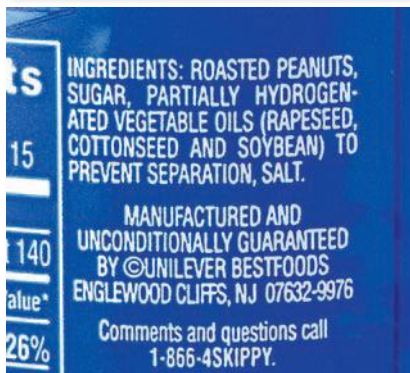 ts
15
t 140
alue*
26%
INGREDIENTS: ROASTED PEANUTS,
SUGAR, PARTIALLY HYDROGEN-
ATED VEGETABLE OILS (RAPESEED,
COTTONSEED AND SOYBEAN) TO
PREVENT SEPARATION, SALT.
MANUFACTURED AND
UNCONDITIONALLY GUARANTEED
BY ©UNILEVER BESTFOODS
ENGLEWOOD CLIFFS, NJ 07632-9976
Comments and questions call
1-866-4SKIPPY.